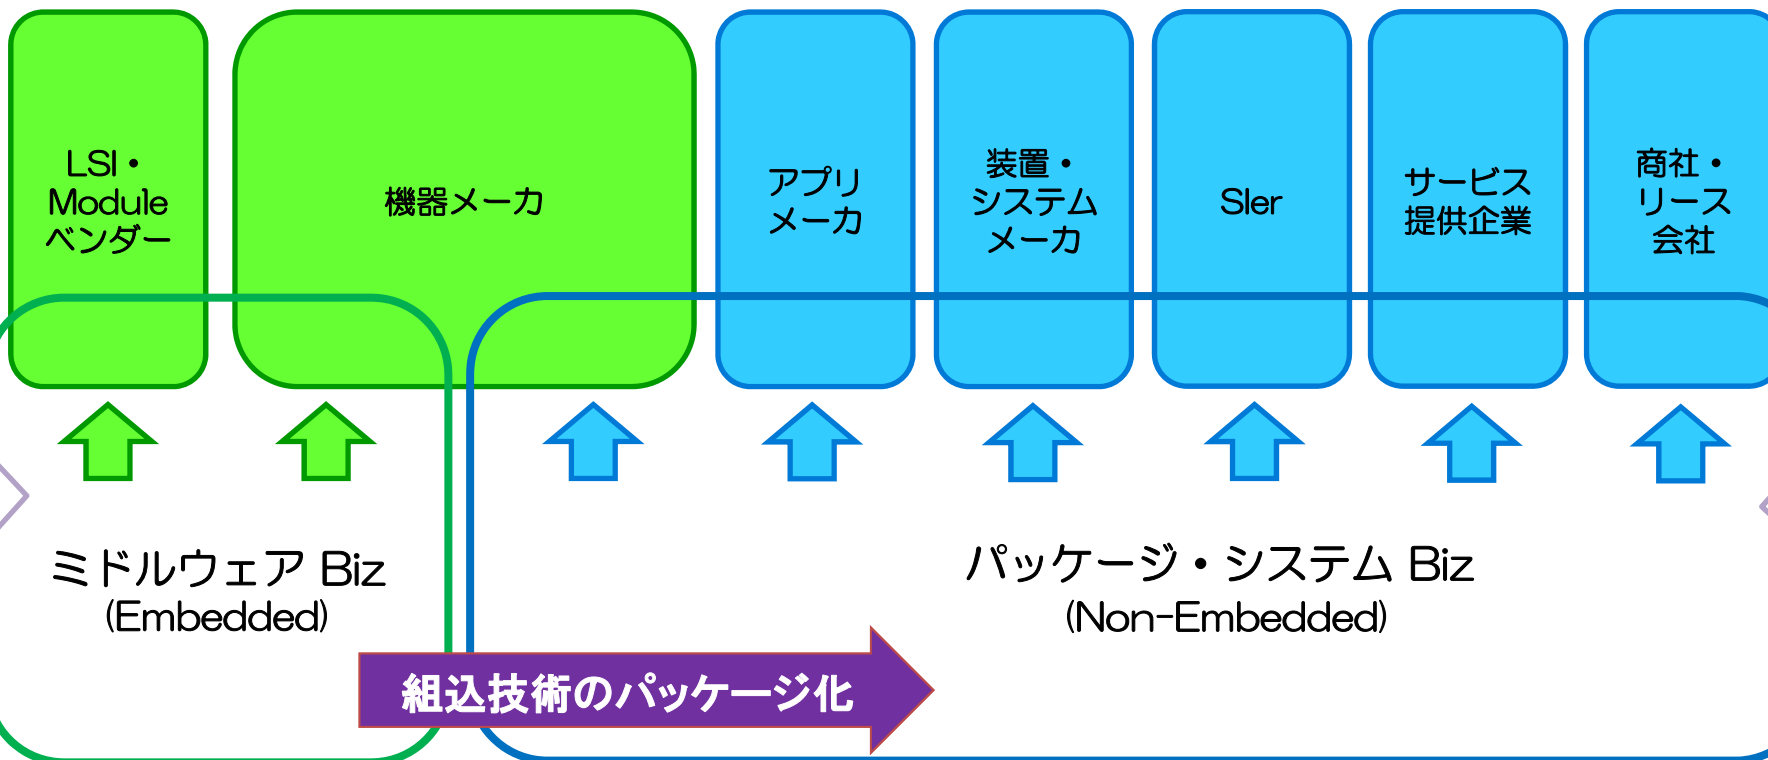 LSI・
Module
ベンダー
機器メーカ
アプリ
メーカ
装置・
システム
メーカ
SIer
サービス
提供企業
商社・
リース
会社
ミドルウェア Biz
(Embedded)
パッケージ・システム Biz
(Non-Embedded)
組込技術のパッケージ化